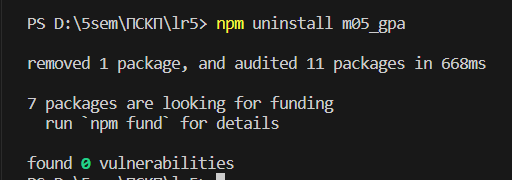 PS D:\5sem\ПСКП\lr5> npm uninstall m05_gpa
removed 1 package, and audited 11 packages in 668ms
7 packages are looking for funding
run `npm fund` for details
found 0 vulnerabilities
PS D:\5sem\ПСКП\lr5>